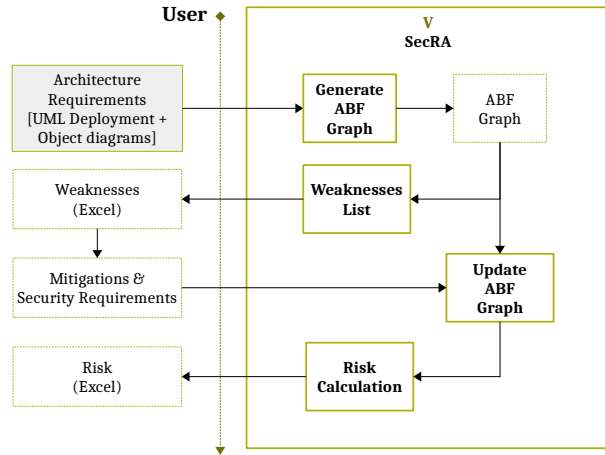 User
V
SecRA
Architecture
Requirements
[UML Deployment +
Object diagrams]
Generate
ABF
Graph
ABF
Graph
Weaknesses
(Excel)
Weaknesses
List
Mitigations &
Security Requirements
Update
ABF
Graph
Risk
(Excel)
Risk
Calculation